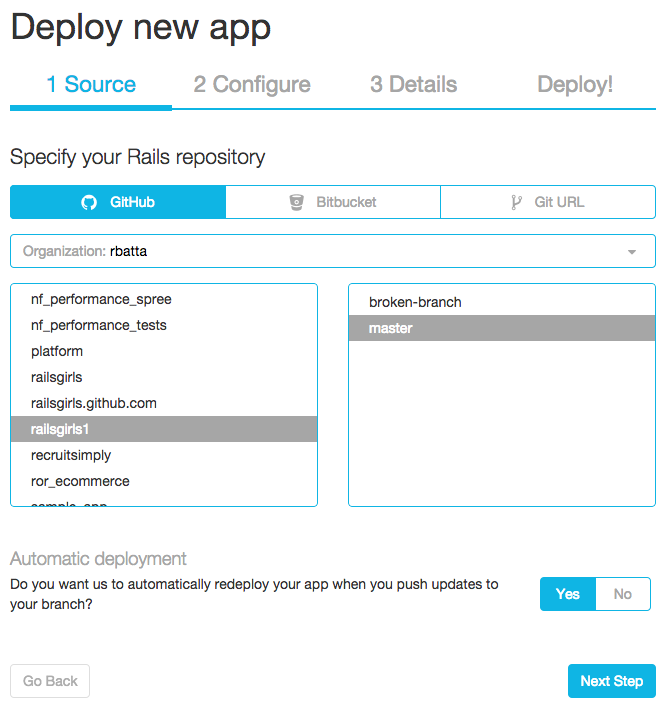 Deploy new app
1 Source
2 Configure
3 Details
Deploy!
Specify your Rails repository
GitHub
Bitbucket
Git URL
Organization: rbatta
nf_performance_spree
nf_performance_tests
platform
railsgirls
railsgirls.github.com
railsgirls1
recruitsimply
ror_ecommerce
broken-branch
master
Automatic deployment
Do you want us to automatically redeploy your app when you push updates to
your branch?
Yes
No
Go Back
Next Step